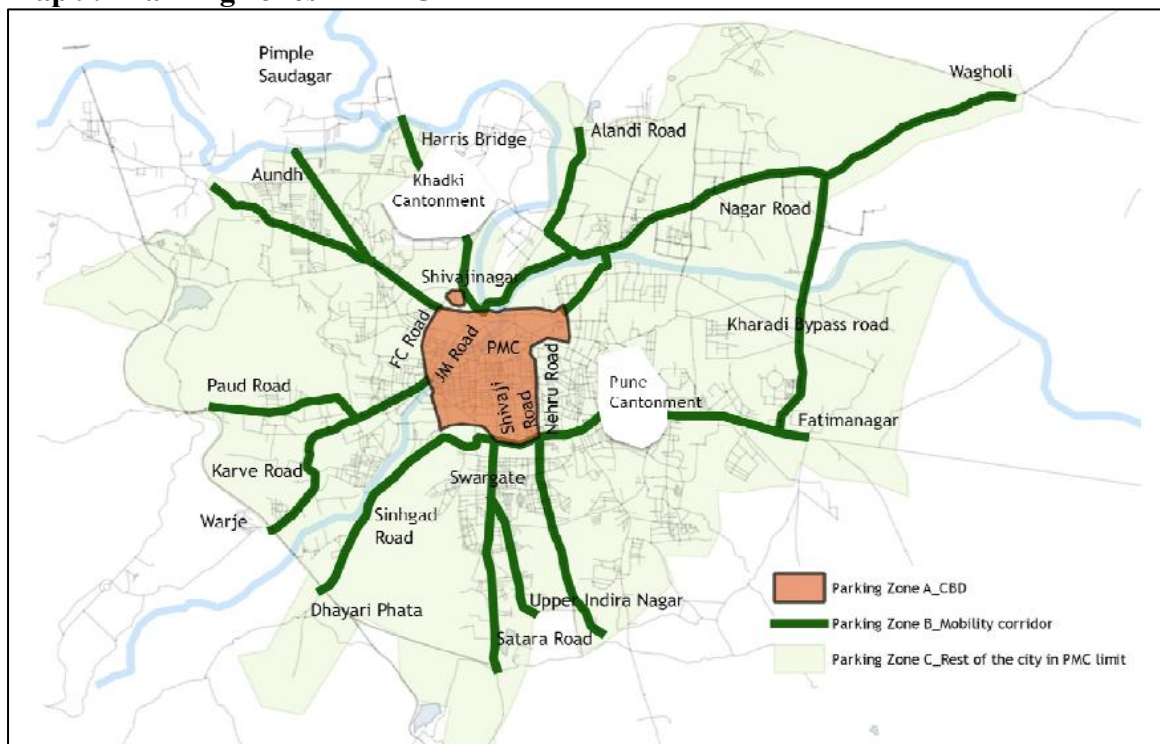 Pimple
Saudagar
Wagholi
Harris Bridge
Alandi Road
Aundh
Khadki
Cantonment
Nagar Road
Shivajinagar
FC Road
JM Road
PMC
Kharadi Bypass road
Paud Road
Shivaji
Road
Nehru Road
Pune
Cantonment
Fatimanagar
Karve Road
Swargate
Warje
Sinhgad
Road
Dhayari Phata
Upper Indira Nagar
Satara Road
Parking Zone A_CBD
Parking Zone B_Mobility corridor
Parking Zone C_Rest of the city in PMC limit